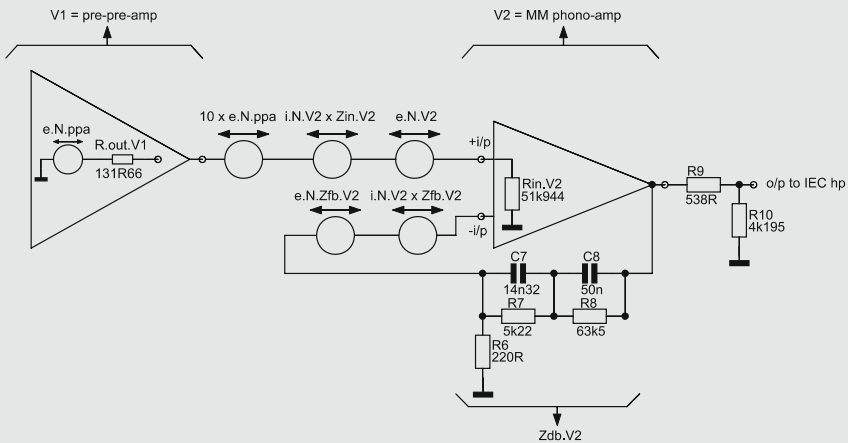 V1 = pre-pre-amp
V2 = MM phono-amp
10 x e.N.ppa
i.N.V2 x Zin.V2
e.N.V2
e.N.ppa
R.out.V1
131R66
+i/p
Rin.V2
51k944
R9
538R
o/p to IEC hp
R10
4k195
e.N.Zfb.V2
i.N.V2 x Zfb.V2
-i/p
C7
14n32
C8
50n
R7
5k22
R8
63k5
R6
220R
Zdb.V2